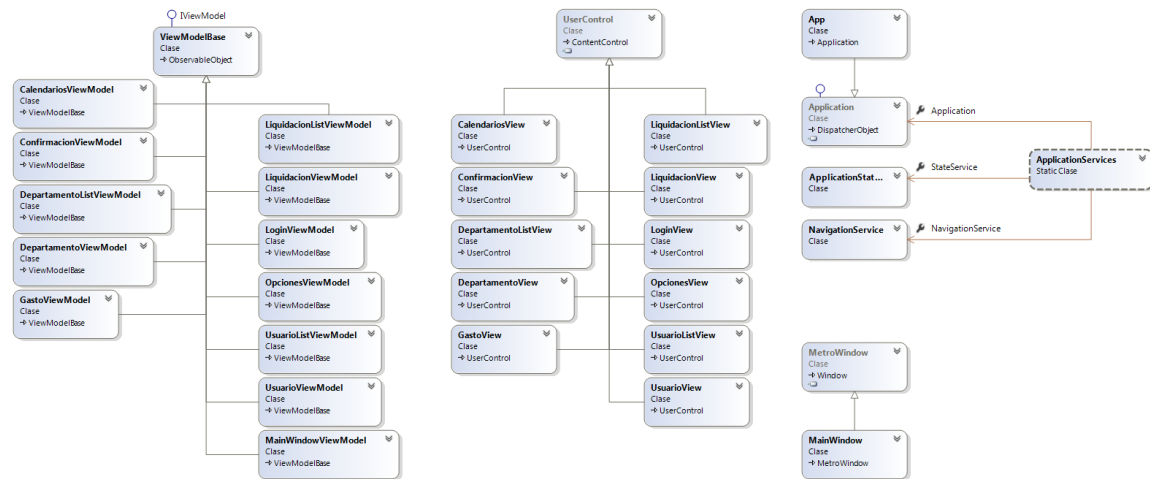 IViewModel
ViewModelBase
Clase
ObservableObject
CalendariosViewModel
Clase
ViewModelBase
ConfirmacionViewModel
Clase
ViewModelBase
DepartamentoListViewModel
Clase
ViewModelBase
DepartamentoViewModel
Clase
ViewModelBase
GastoViewModel
Clase
ViewModelBase
LiquidacionListViewModel
Clase
ViewModelBase
LiquidacionViewModel
Clase
ViewModelBase
LoginViewModel
Clase
ViewModelBase
OpcionesViewModel
Clase
ViewModelBase
UsuarioListViewModel
Clase
ViewModelBase
UsuarioViewModel
Clase
ViewModelBase
MainWindowViewModel
Clase
ViewModelBase
UserControl
Clase
ContentControl
CalendariosView
Clase
UserControl
ConfirmacionView
Clase
UserControl
DepartamentoListView
Clase
UserControl
DepartamentoView
Clase
UserControl
GastoView
Clase
UserControl
LiquidacionListView
Clase
UserControl
LiquidacionView
Clase
UserControl
LoginView
Clase
UserControl
OpcionesView
Clase
UserControl
UsuarioListView
Clase
UserControl
UsuarioView
Clase
UserControl
App
Clase
Application
Application
Clase
DispatcherObject
Application
ApplicationStat...
Clase
StateService
NavigationService
Clase
NavigationService
ApplicationServices
Static Clase
MetroWindow
Clase
Window
MainWindow
Clase
MetroWindow